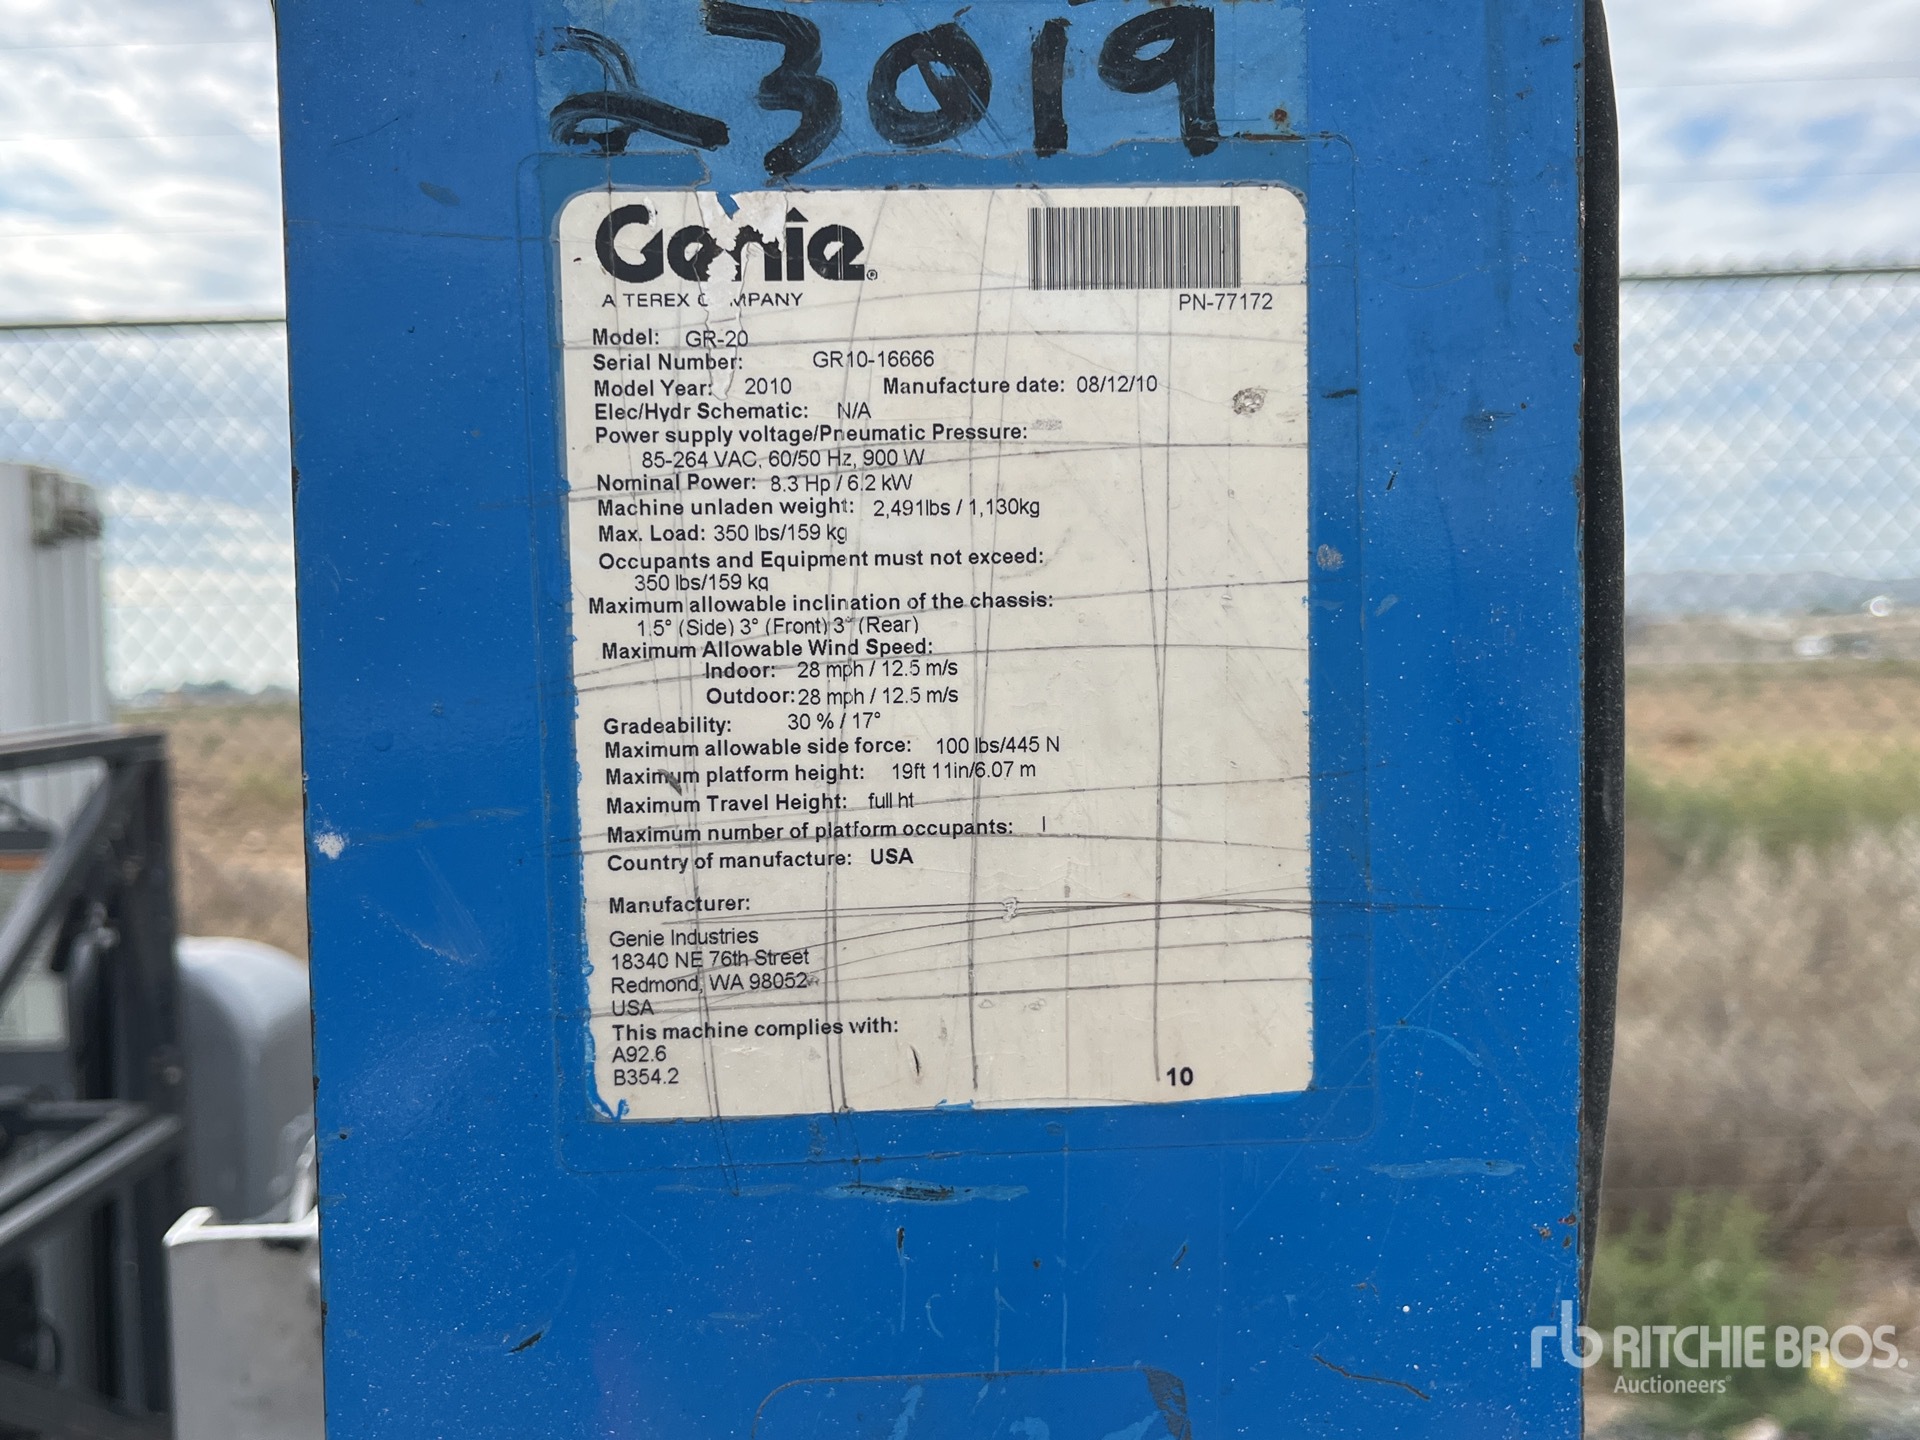 23019
Genie
A TEREX COMPANY
PN-77172
Model: GR-20
Serial Number: GR10-16666
Model Year: 2010 Manufacture date: 08/12/10
Elec/Hydr Schematic: N/A
Power supply voltage/Pneumatic Pressure:
85-264 VAC, 60/50 Hz, 900 W
Nominal Power: 8.3 Hp / 6.2 kW
Machine unladen weight: 2,491lbs / 1,130kg
Max. Load: 350 lbs/159 kg
Occupants and Equipment must not exceed:
350 lbs/159 kg
Maximum allowable inclination of the chassis:
1.5° (Side) 3° (Front) 3° (Rear)
Maximum Allowable Wind Speed:
Indoor: 28 mph / 12.5 m/s
Outdoor: 28 mph / 12.5 m/s
Gradeability: 30 % / 17°
Maximum allowable side force: 100 lbs/445 N
Maximum platform height: 19ft 11in/6.07 m
Maximum Travel Height: full ht
Maximum number of platform occupants: 1
Country of manufacture: USA
Manufacturer:
Genie Industries
18340 NE 76th Street
Redmond, WA 98052
USA
This machine complies with:
A92.6
B354.2
10
rb RITCHIE BROS.
Auctioneers